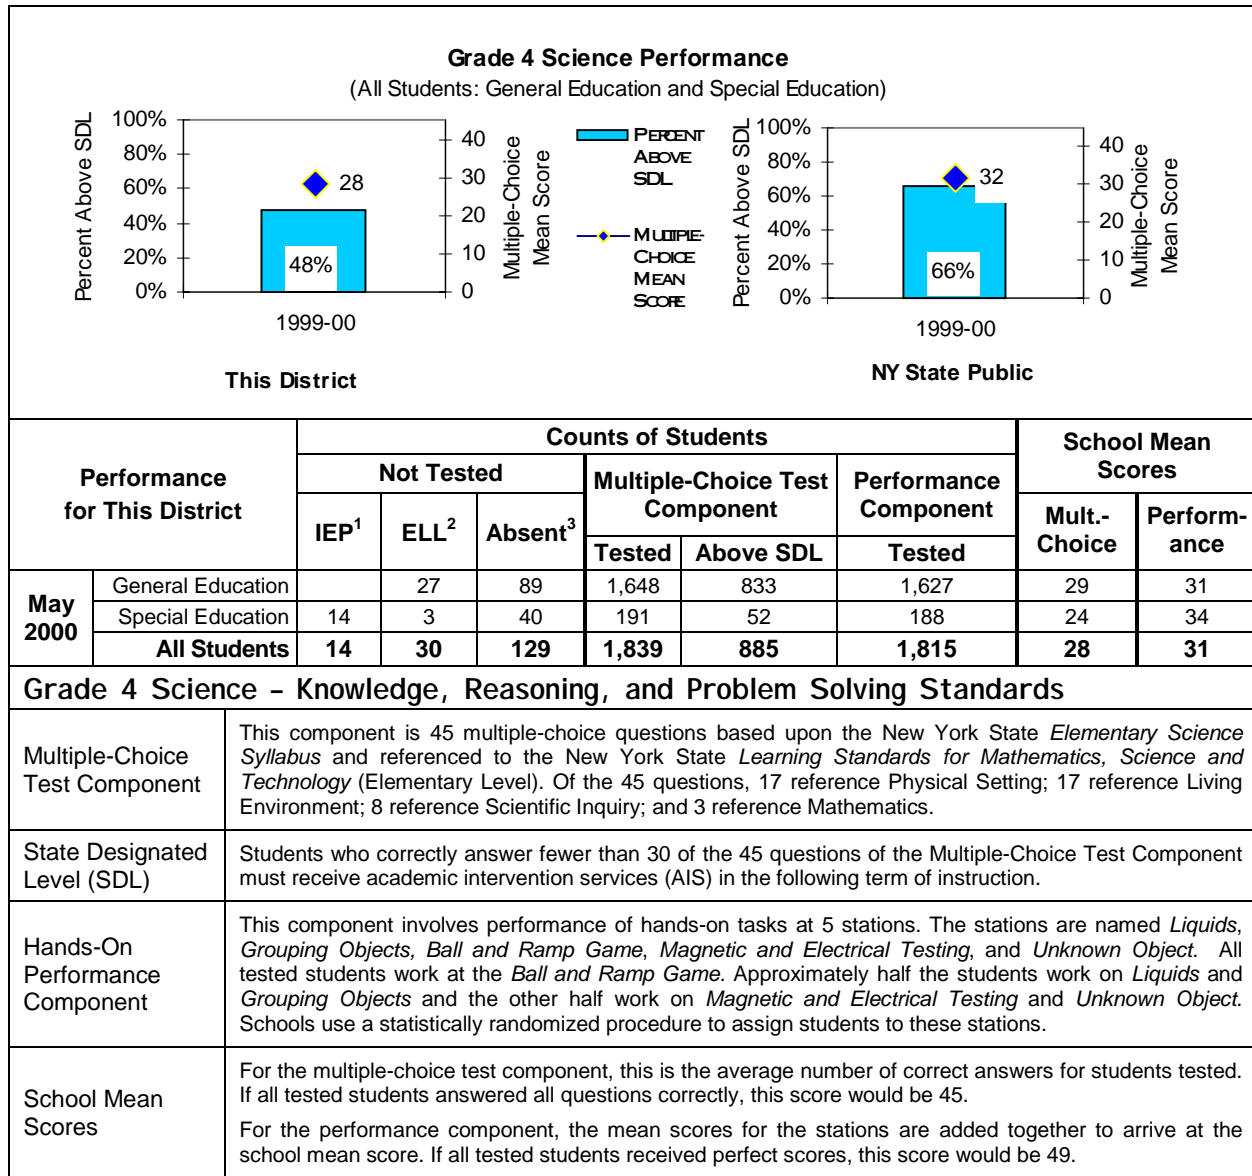 Grade 4 Science Performance
(All Students: General Education and Special Education)
Percent Above SDL
100%
80%
60%
40%
20%
0%
28
48%
1999-00
40
30
20
10
0
Multiple-Choice
Mean Score
This District
PERCENT
ABOVE
SDL
MULTIPLE-
CHOICE
MEAN
SCORE
Percent Above SDL
100%
80%
60%
40%
20%
0%
32
66%
1999-00
40
30
20
10
0
Multiple-Choice
Mean Score
NY State Public
Performance
for This District
Counts of Students
School Mean
Scores
Not Tested
Multiple-Choice Test
Component
Performance
Component
IEP1 ELL2 Absent3
Tested Above SDL Tested
Mult.-
Choice
Perform-
ance
May
2000
General Education 27 89 1,648 833 1,627 29 31
Special Education 14 3 40 191 52 188 24 34
All Students 14 30 129 1,839 885 1,815 28 31
Grade 4 Science – Knowledge, Reasoning, and Problem Solving Standards
Multiple-Choice
Test Component
This component is 45 multiple-choice questions based upon the New York State Elementary Science
Syllabus and referenced to the New York State Learning Standards for Mathematics, Science and
Technology (Elementary Level). Of the 45 questions, 17 reference Physical Setting; 17 reference Living
Environment; 8 reference Scientific Inquiry; and 3 reference Mathematics.
State Designated
Level (SDL)
Students who correctly answer fewer than 30 of the 45 questions of the Multiple-Choice Test Component
must receive academic intervention services (AIS) in the following term of instruction.
Hands-On
Performance
Component
This component involves performance of hands-on tasks at 5 stations. The stations are named Liquids,
Grouping Objects, Ball and Ramp Game, Magnetic and Electrical Testing, and Unknown Object. All
tested students work at the Ball and Ramp Game. Approximately half the students work on Liquids and
Grouping Objects and the other half work on Magnetic and Electrical Testing and Unknown Object.
Schools use a statistically randomized procedure to assign students to these stations.
School Mean
Scores
For the multiple-choice test component, this is the average number of correct answers for students tested.
If all tested students answered all questions correctly, this score would be 45.
For the performance component, the mean scores for the stations are added together to arrive at the
school mean score. If all tested students received perfect scores, this score would be 49.